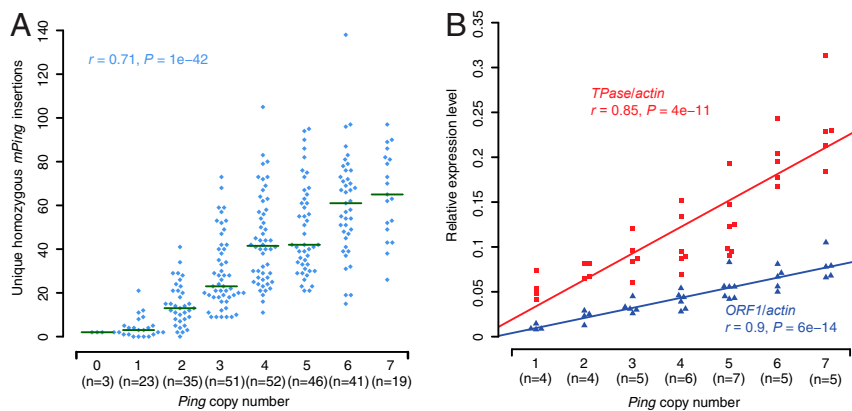 A
Unique homozygous mPing insertions
140
120
100
80
60
40
20
0
r = 0.71, P = 1e−42
0 1 2 3 4 5 6 7
(n=3) (n=23) (n=35) (n=51) (n=52) (n=46) (n=41) (n=19)
Ping copy number
B
Relative expression level
0.35
0.3
0.25
0.2
0.15
0.1
0.05
0
TPase/actin
r = 0.85, P = 4e−11
ORF1/actin
r = 0.9, P = 6e−14
1 2 3 4 5 6 7
(n=4) (n=4) (n=5) (n=6) (n=7) (n=5) (n=5)
Ping copy number